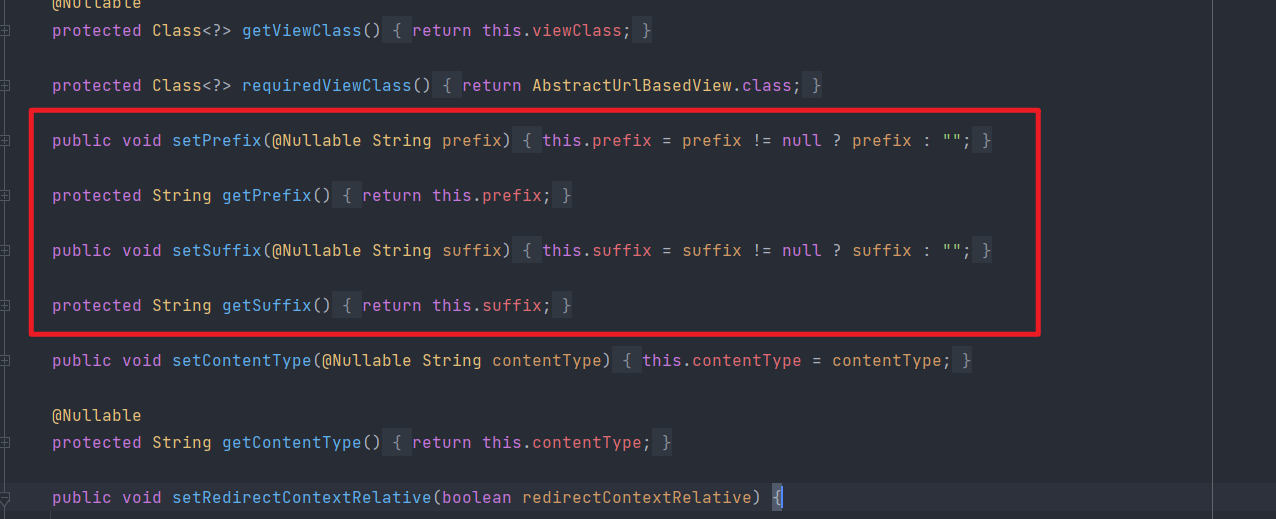 @Nullable
protected Class<?> getViewClass() { return this.viewClass; }
protected Class<?> requiredViewClass() { return AbstractUrlBasedView.class; }
public void setPrefix(@Nullable String prefix) { this.prefix = prefix != null ? prefix : ""; }
protected String getPrefix() { return this.prefix; }
public void setSuffix(@Nullable String suffix) { this.suffix = suffix != null ? suffix : ""; }
protected String getSuffix() { return this.suffix; }
public void setContentType(@Nullable String contentType) { this.contentType = contentType; }
@Nullable
protected String getContentType() { return this.contentType; }
public void setRedirectContextRelative(boolean redirectContextRelative) {